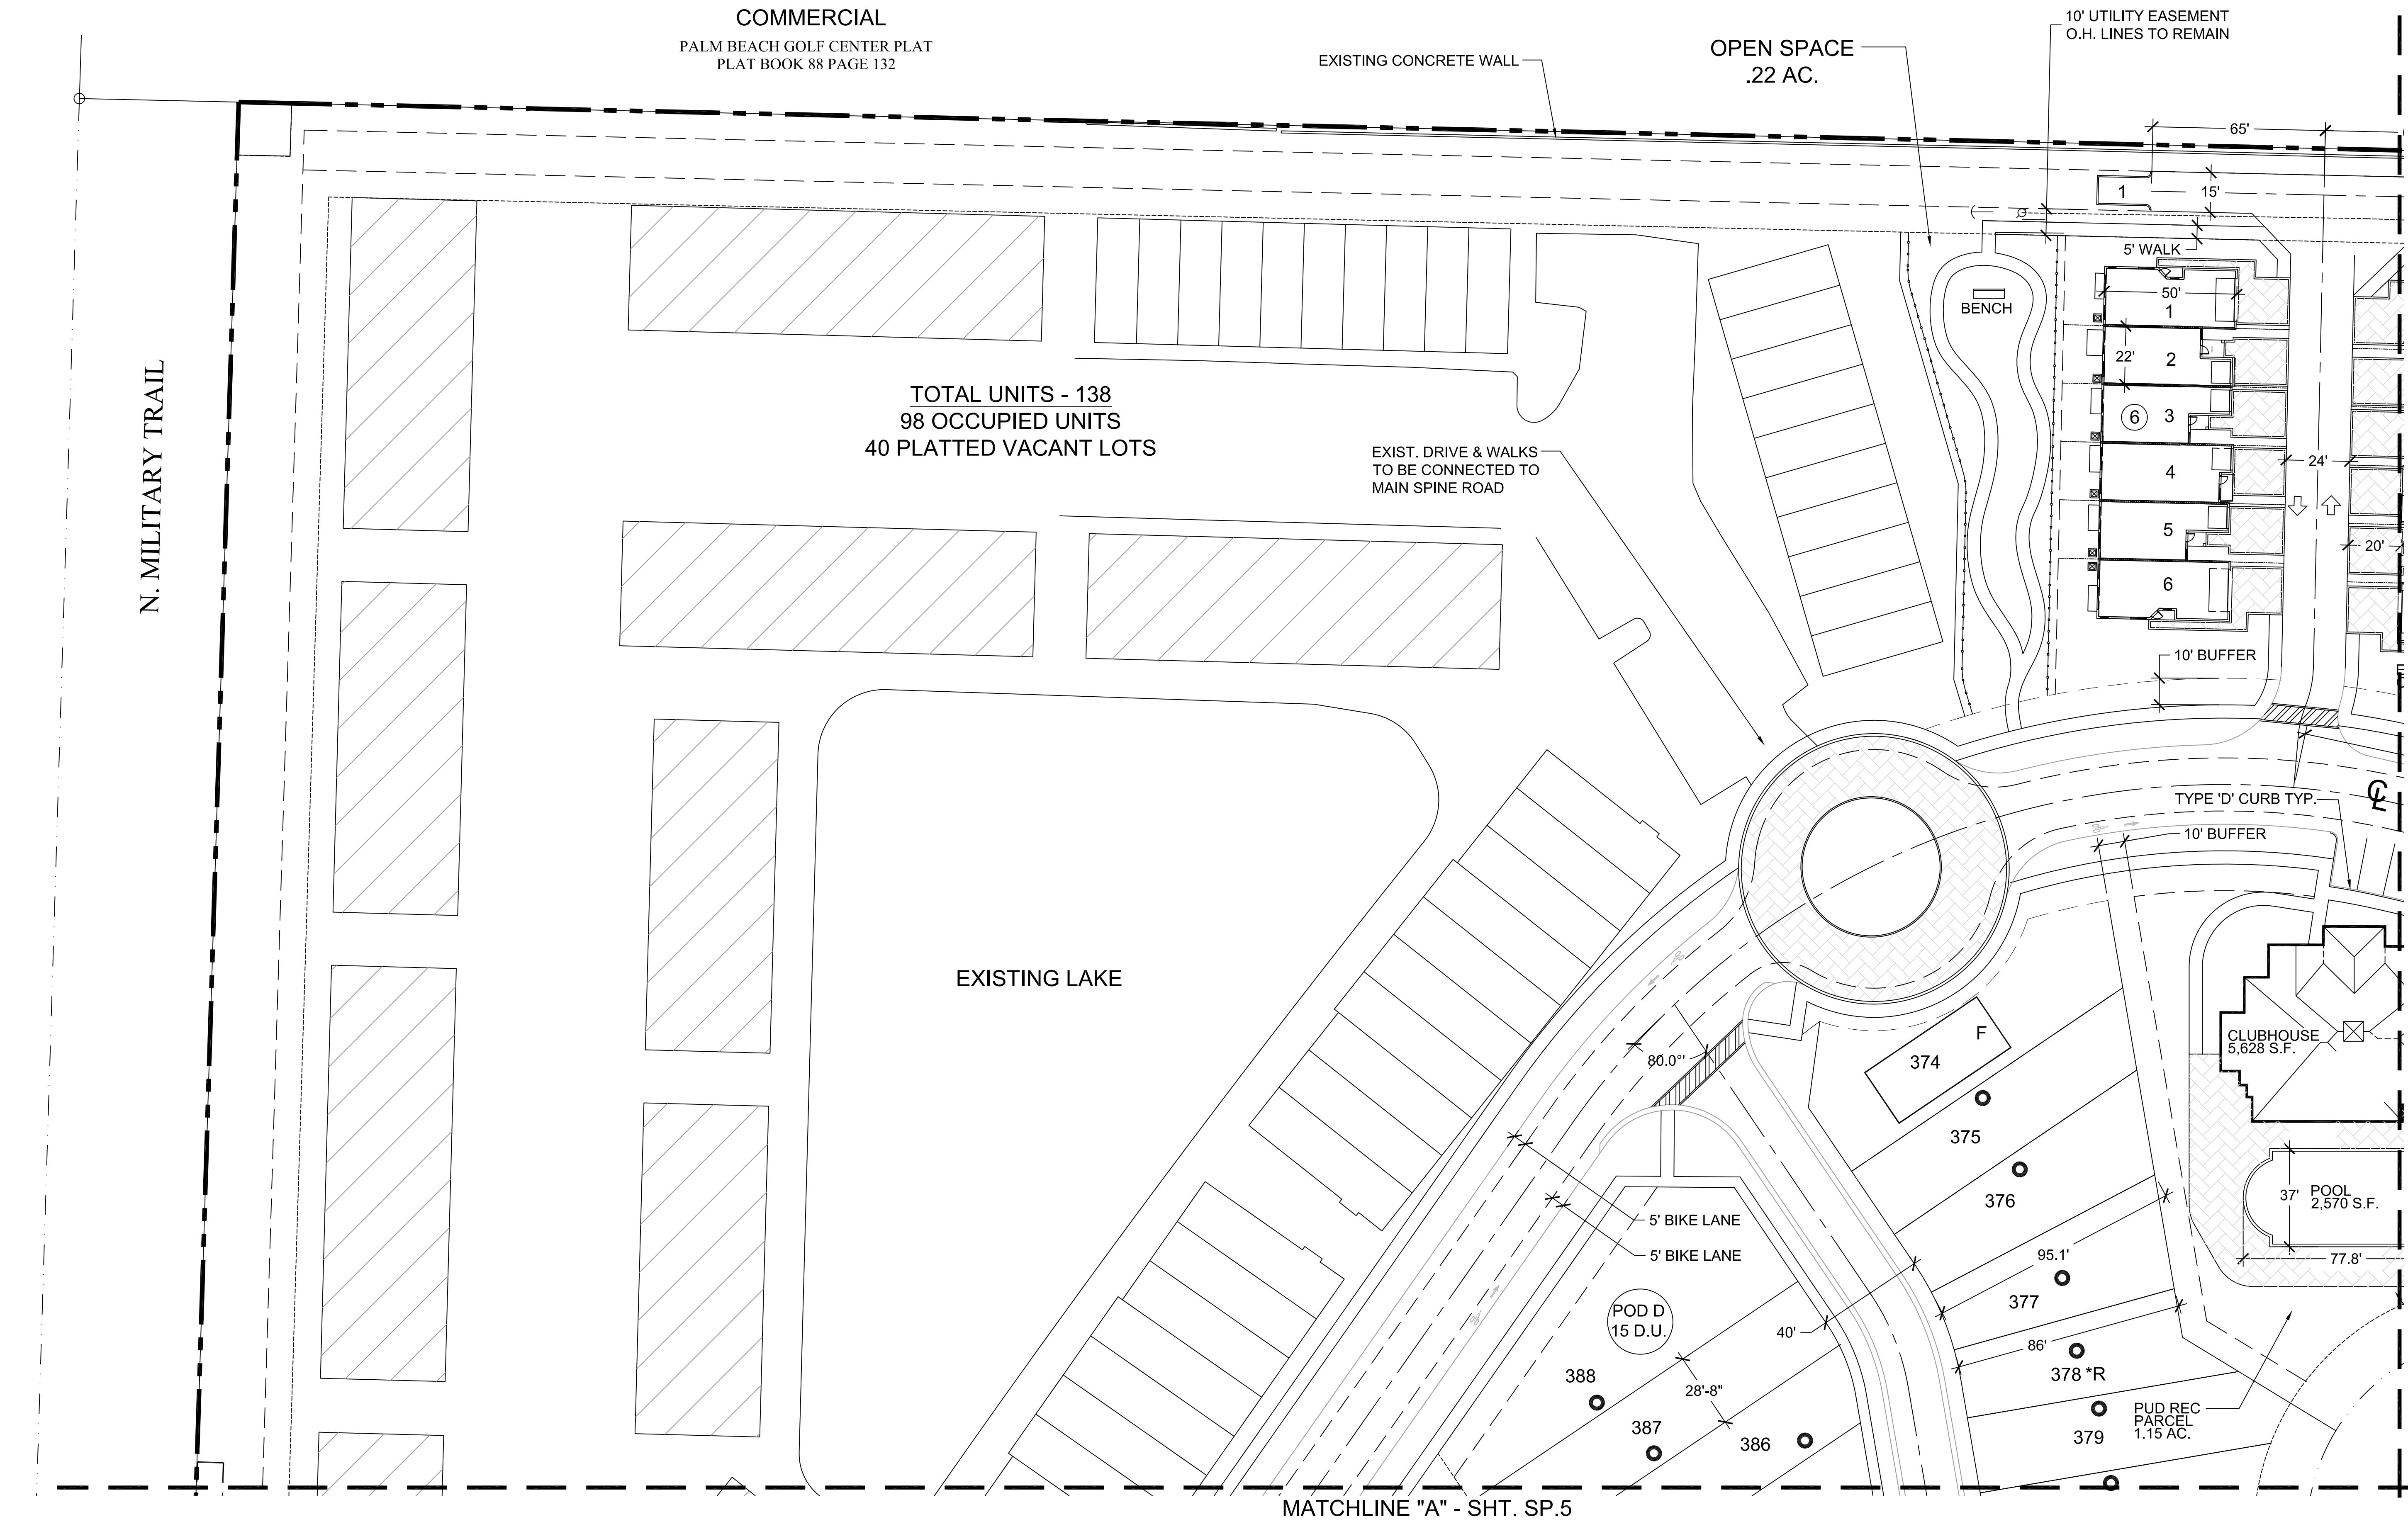 COMMERCIAL
PALM BEACH GOLF CENTER PLAT
PLAT BOOK 88 PAGE 132
EXISTING CONCRETE WALL
OPEN SPACE
.22 AC.
10' UTILITY EASEMENT
O.H. LINES TO REMAIN
65'
1
15'
5' WALK
BENCH
50'
1
22'
2
6
3
4
24'
5
20'
6
10' BUFFER
N. MILITARY TRAIL
TOTAL UNITS - 138
98 OCCUPIED UNITS
40 PLATTED VACANT LOTS
EXIST. DRIVE & WALKS
TO BE CONNECTED TO
MAIN SPINE ROAD
TYPE 'D' CURB TYP.
CL
10' BUFFER
EXISTING LAKE
80.0°'
F
374
375
376
CLUBHOUSE
5,628 S.F.
37'
POOL
2,570 S.F.
77.8'
5' BIKE LANE
5' BIKE LANE
95.1'
377
POD D
15 D.U.
40'
86'
378 *R
388
28'-8"
387
386
379
PUD REC
PARCEL
1.15 AC.
MATCHLINE "A" - SHT. SP.5